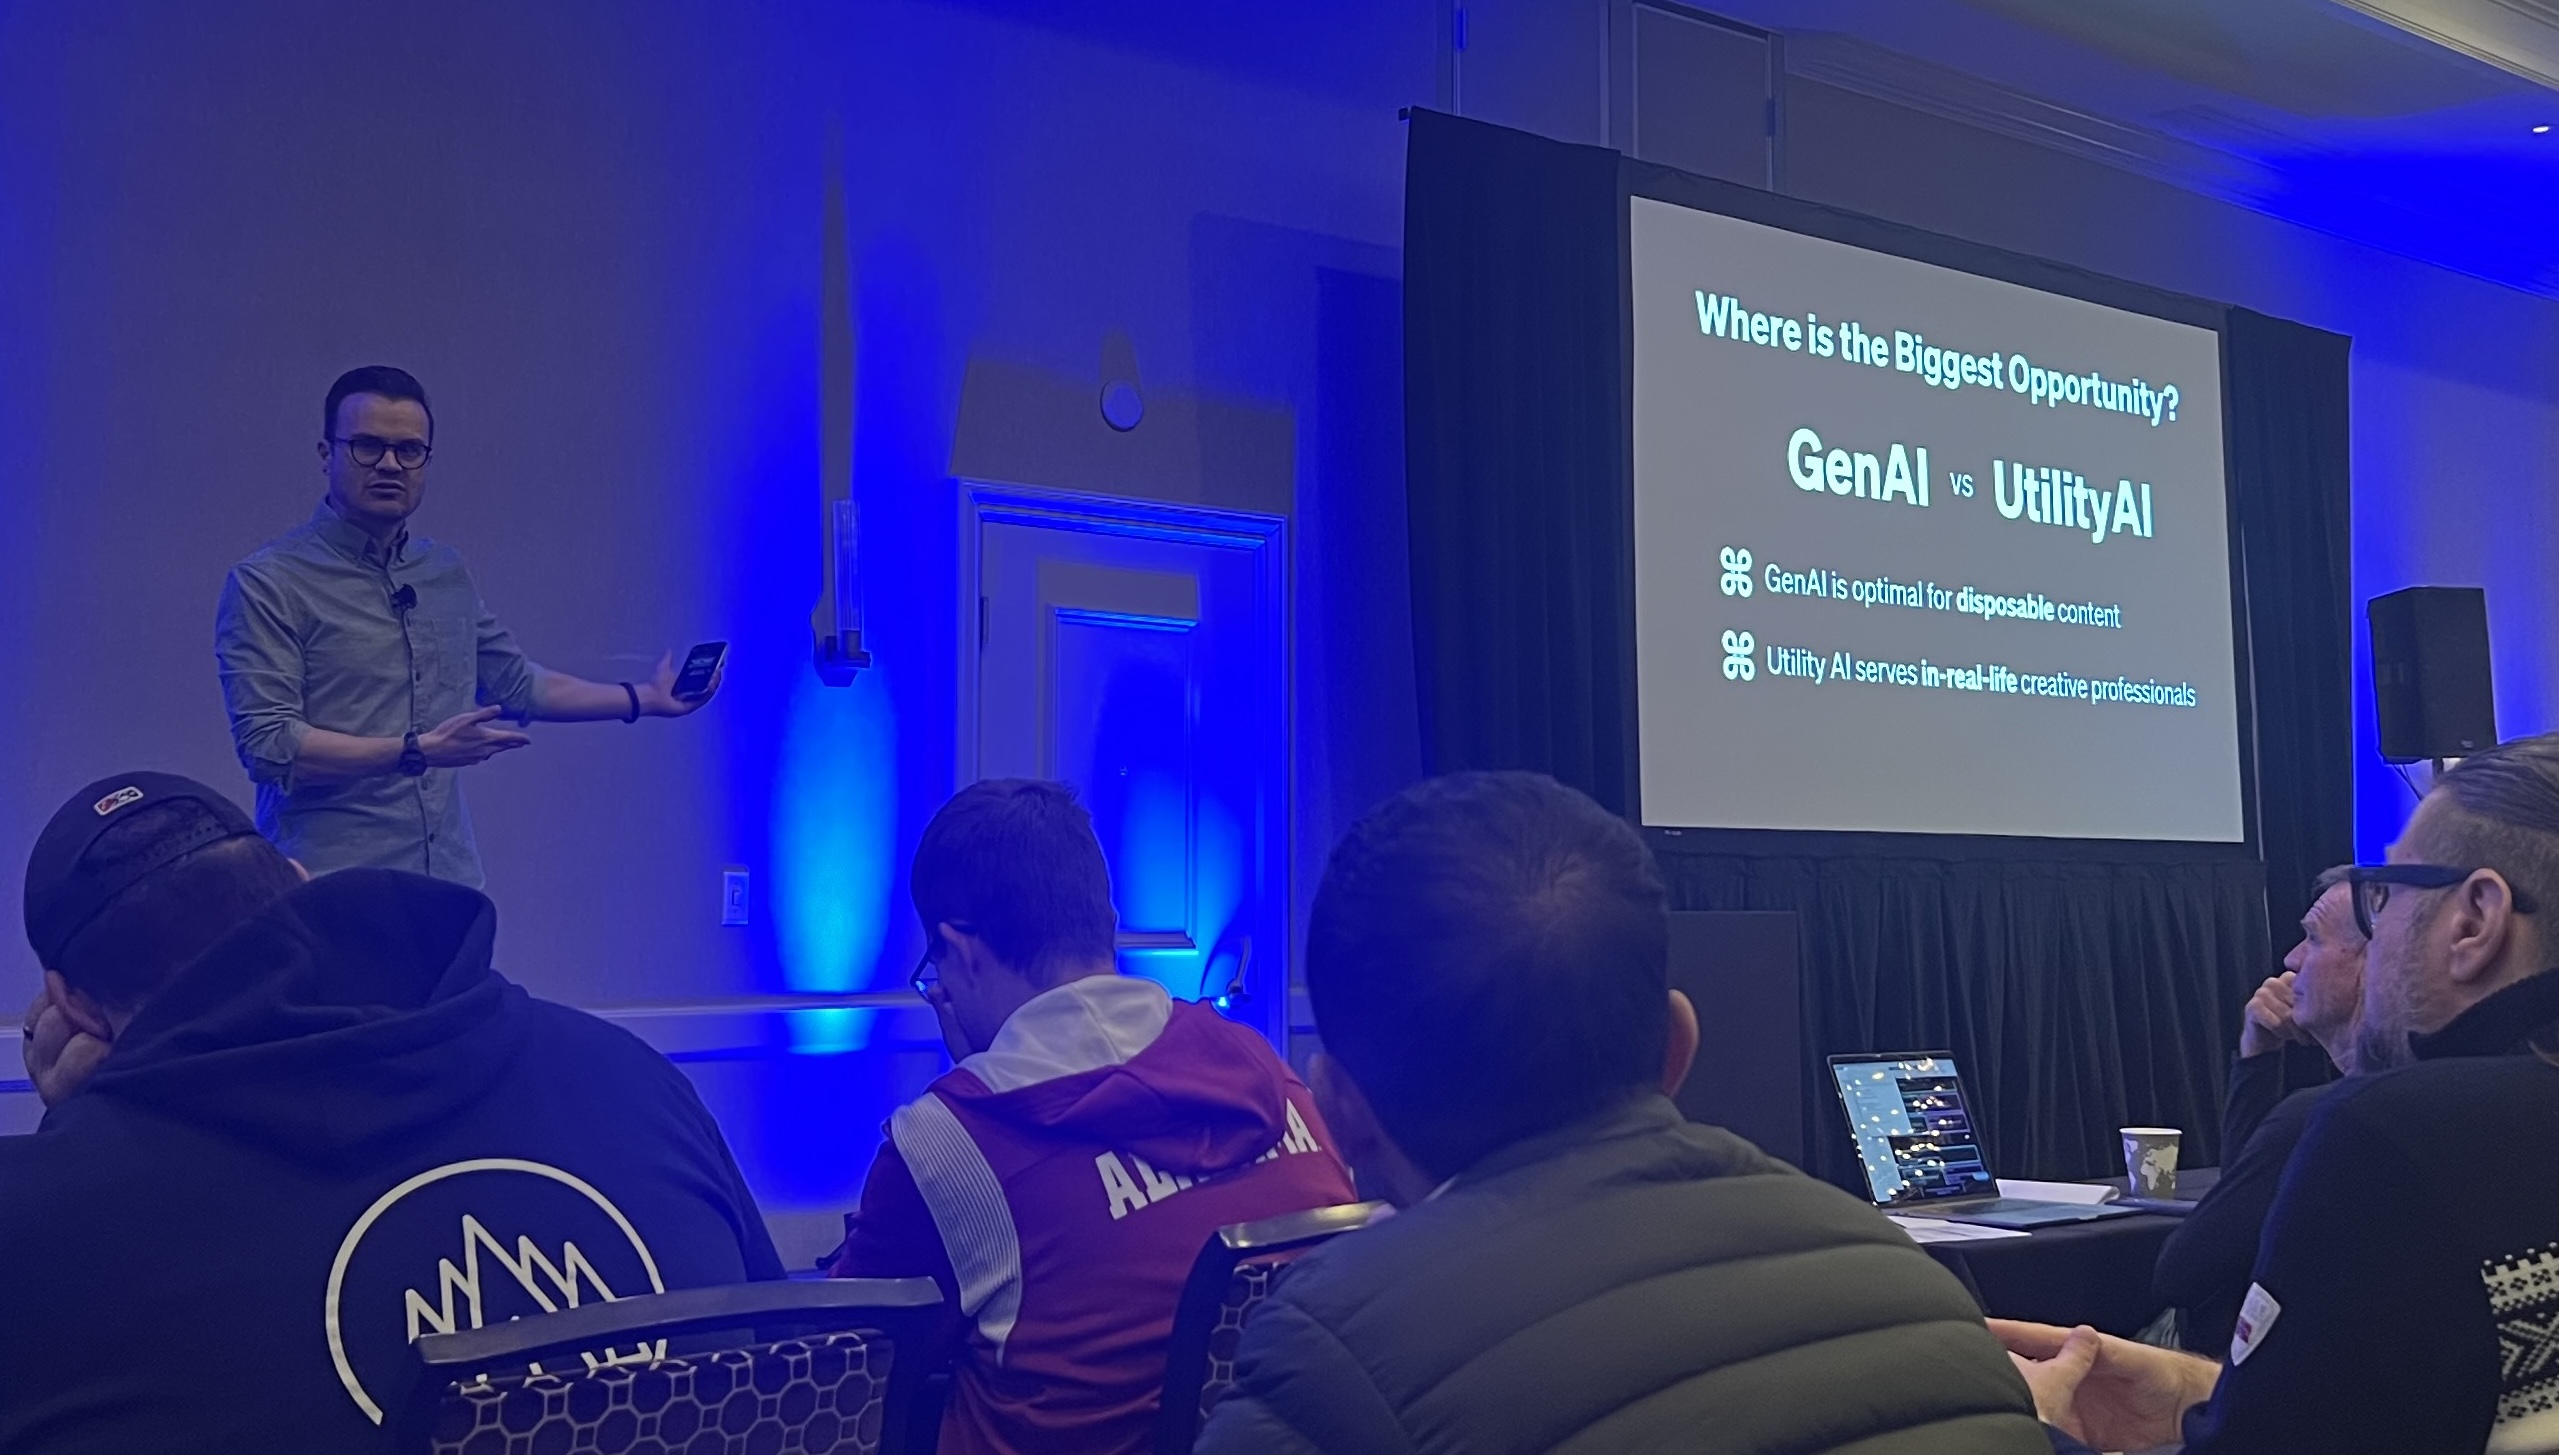 Where is the Biggest Opportunity?
GenAI vs UtilityAI
⌘ GenAI is optimal for disposable content
⌘ Utility AI serves in-real-life creative professionals